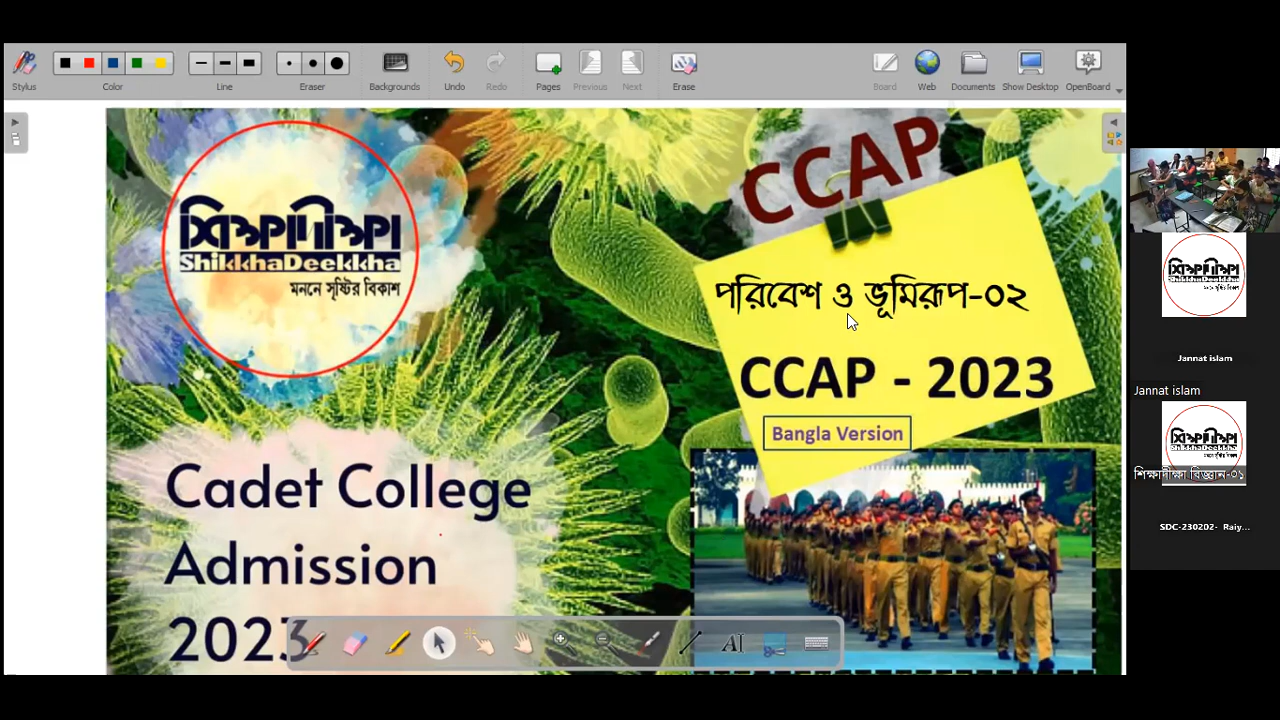 Stylus
Color
Line
Eraser
Backgrounds
Undo
Redo
Pages
Previous
Next
Erase
Board
Web
Documents
Show Desktop
OpenBoard
শিক্ষাদীক্ষা
ShikkhaDeekkha
মননে সৃষ্টির বিকাশ
CCAP
পরিবেশ ও ভূমিরূপ-০২
CCAP - 2023
Bangla Version
Cadet College
Admission
2023
AI
শিক্ষাদীক্ষা
ShikkhaDeekkha
Jannat islam
Jannat islam
শিক্ষাদীক্ষা
শিক্ষাদীক্ষা বিজ্ঞান-০১
SDC-230202- Raiy...